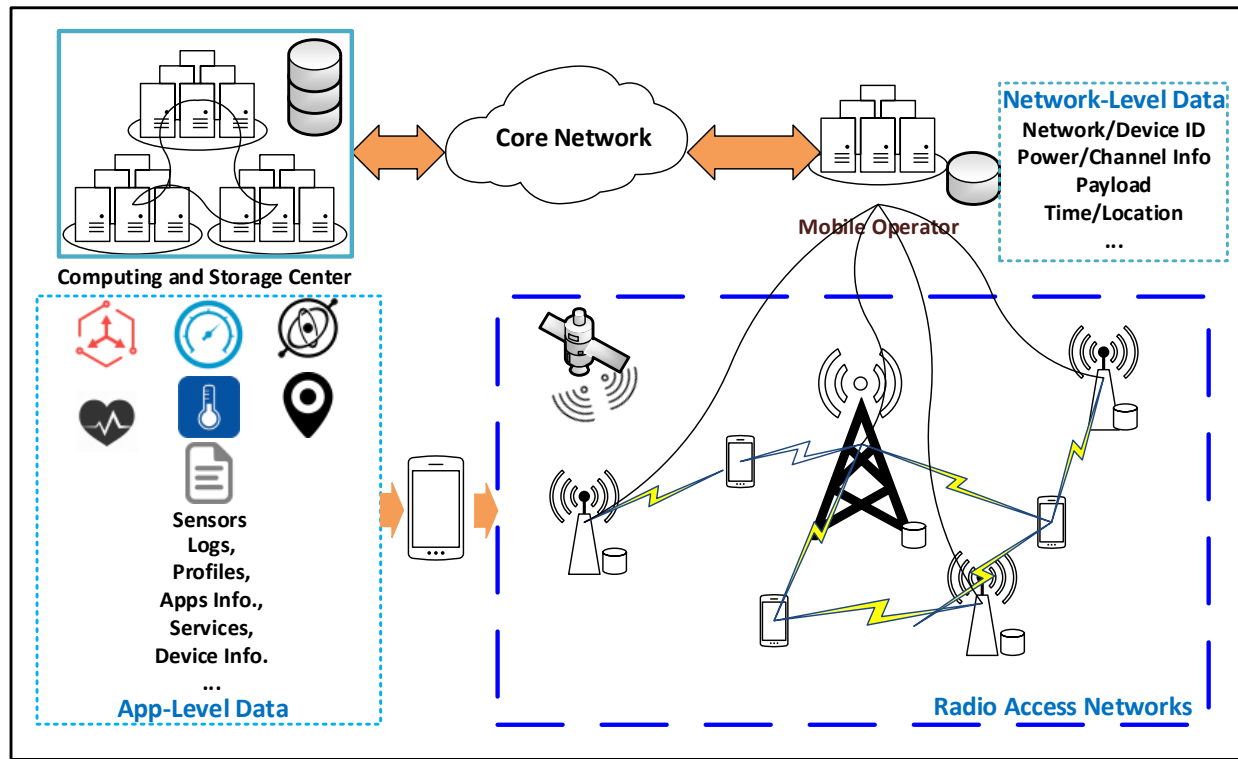 Core Network
Network-Level Data
Network/Device ID
Power/Channel Info
Payload
Time/Location
...
Mobile Operator
Computing and Storage Center
Sensors
Logs,
Profiles,
Apps Info.,
Services,
Device Info.
...
App-Level Data
Radio Access Networks